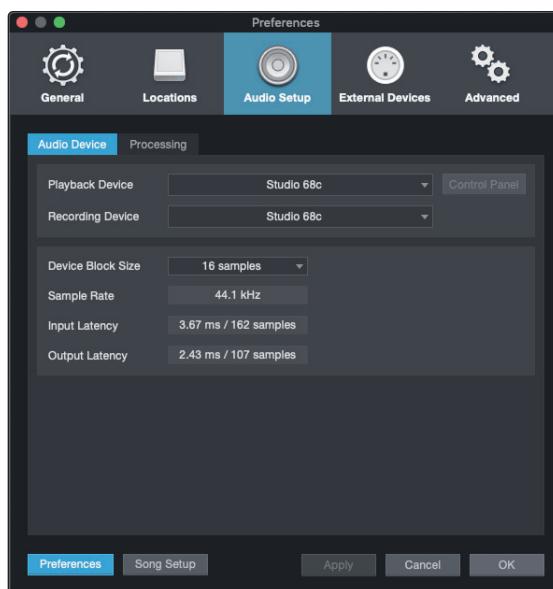 Preferences
General Locations Audio Setup External Devices Advanced
Audio Device Processing
Playback Device Studio 68c Control Panel
Recording Device Studio 68c
Device Block Size 16 samples
Sample Rate 44.1 kHz
Input Latency 3.67 ms / 162 samples
Output Latency 2.43 ms / 107 samples
Preferences Song Setup Apply Cancel OK